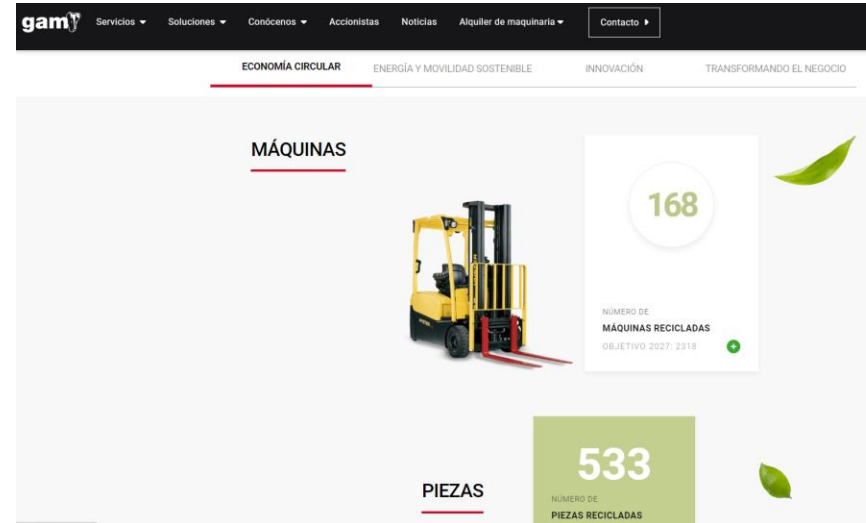 gam
Servicios Soluciones Conócenos Accionistas Noticias Alquiler de maquinaria Contacto
ECONOMÍA CIRCULAR ENERGÍA Y MOVILIDAD SOSTENIBLE INNOVACIÓN TRANSFORMANDO EL NEGOCIO
MÁQUINAS
168
NÚMERO DE
MÁQUINAS RECICLADAS
OBJETIVO 2027: 2318
533
PIEZAS
NÚMERO DE
PIEZAS RECICLADAS